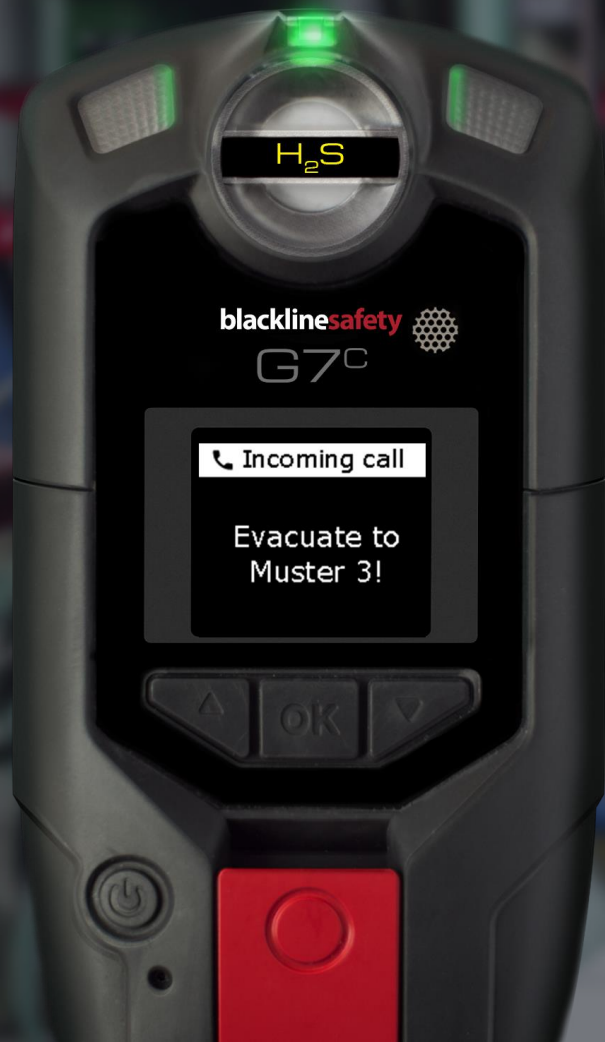 H₂S
blacklinesafety
G7C
Incoming call
Evacuate to
Muster 3!
OK